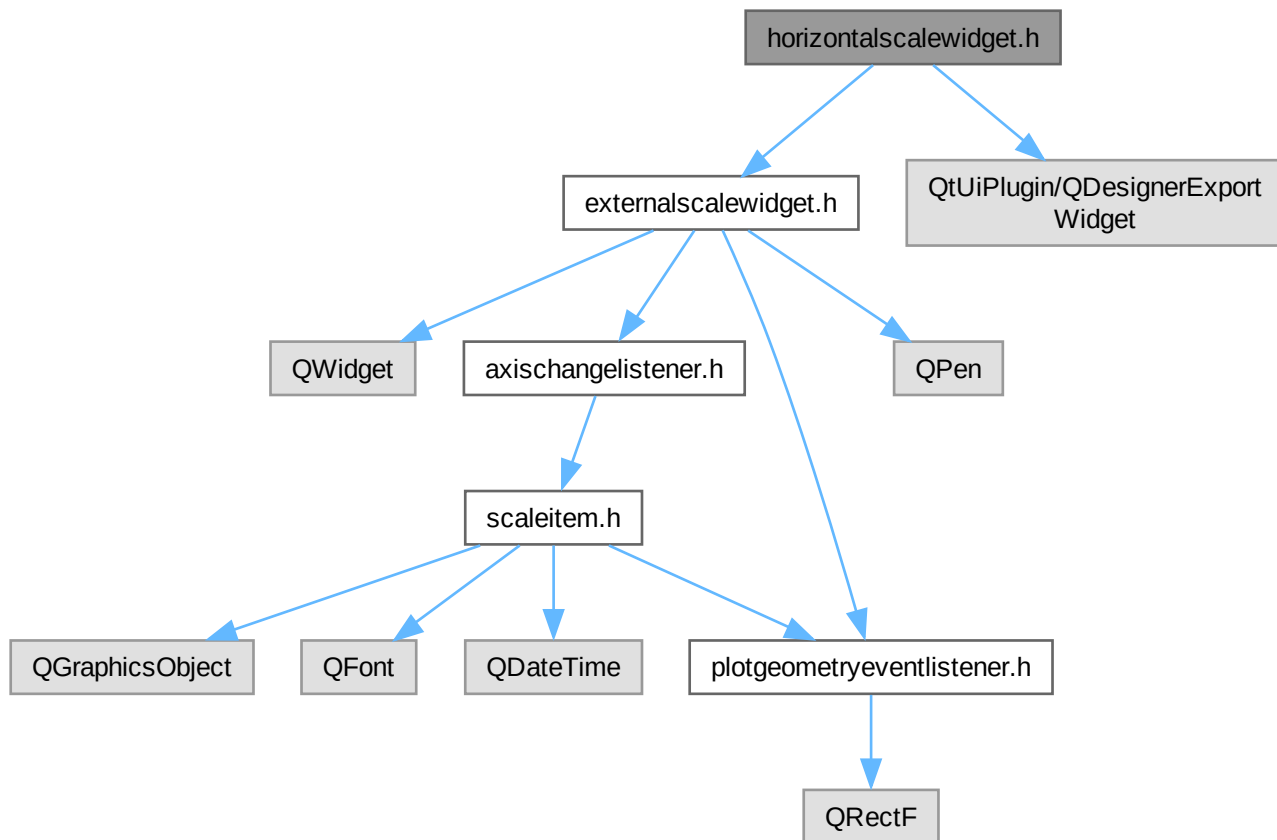 horizontalscalewidget.h
externalscalewidget.h
QtUiPlugin/QDesignerExport
Widget
QWidget
axischangelistener.h
QPen
scaleitem.h
QGraphicsObject
QFont
QDateTime
plotgeometryeventlistener.h
QRectF